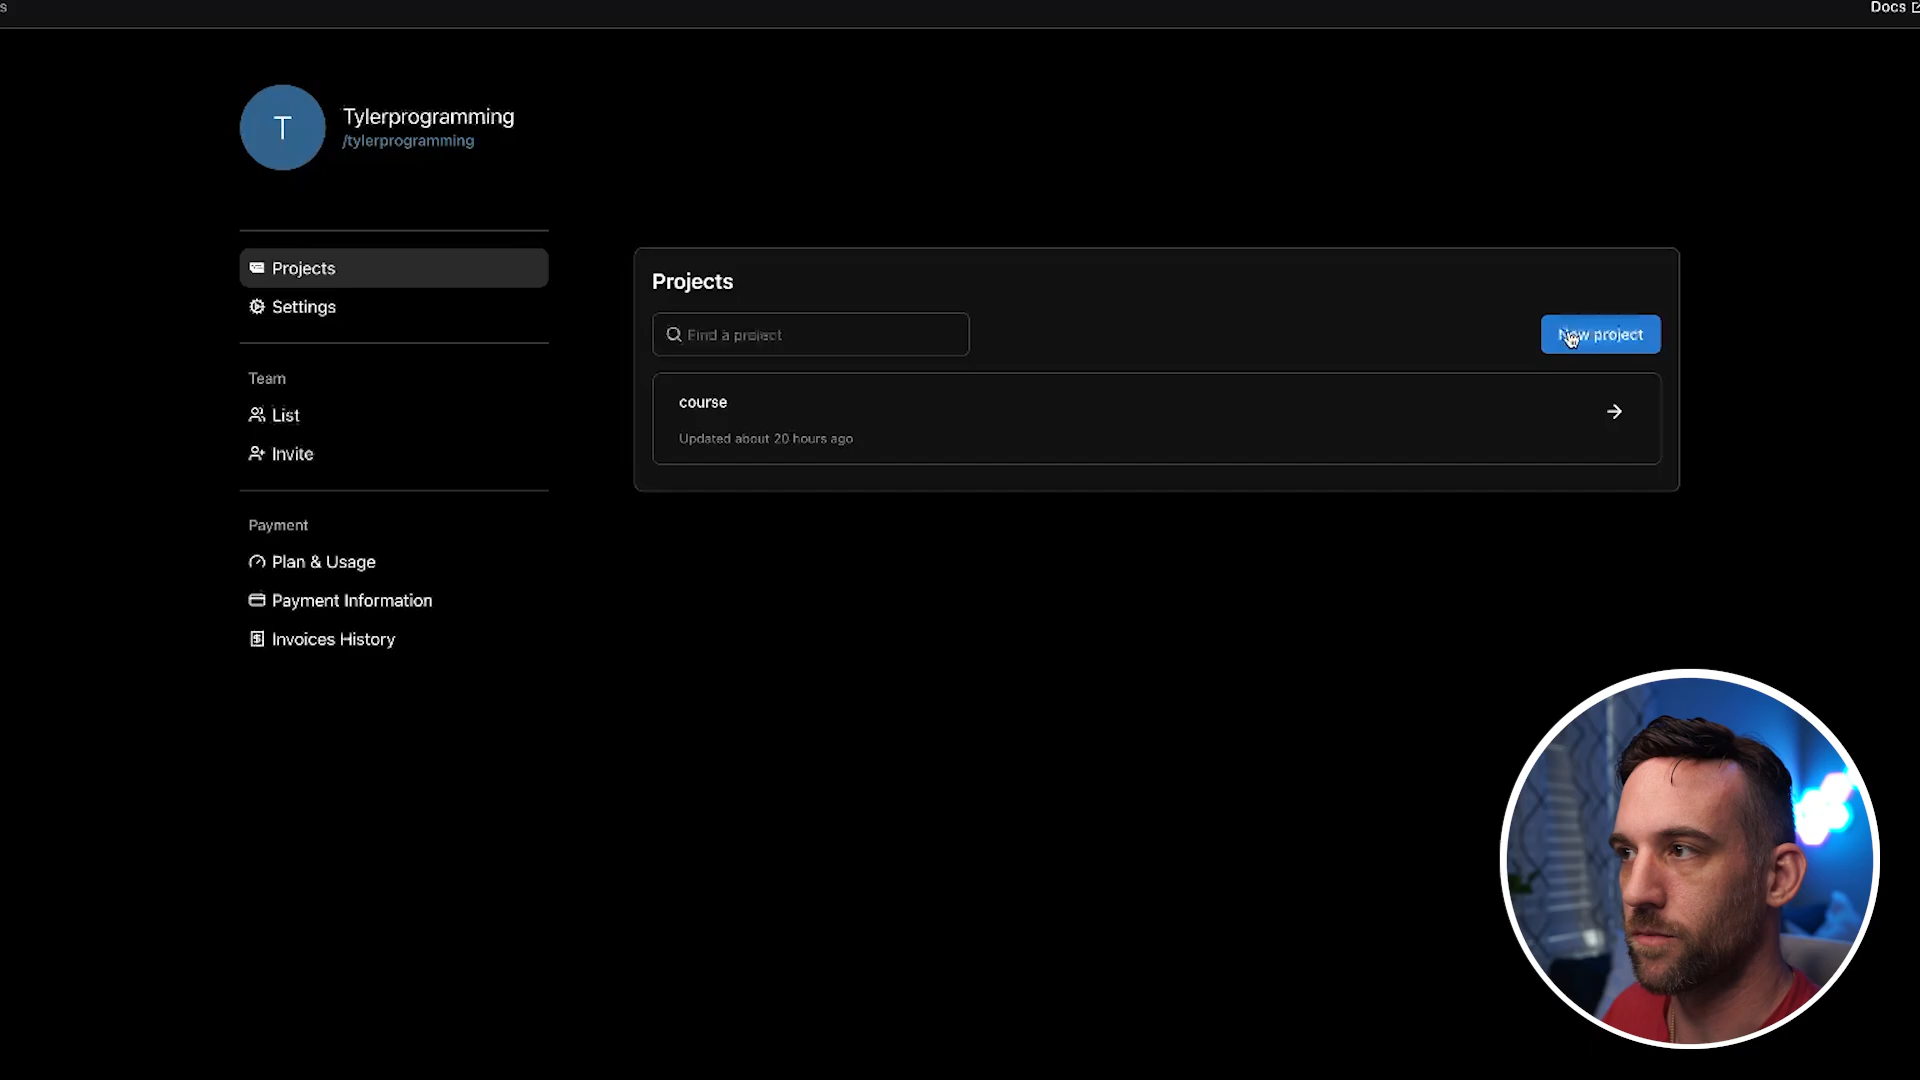 s
Docs
T
Tylerprogramming
/tylerprogramming
Projects
Settings
Team
List
Invite
Payment
Plan & Usage
Payment Information
Invoices History
Projects
Find a project
New project
course
Updated about 20 hours ago